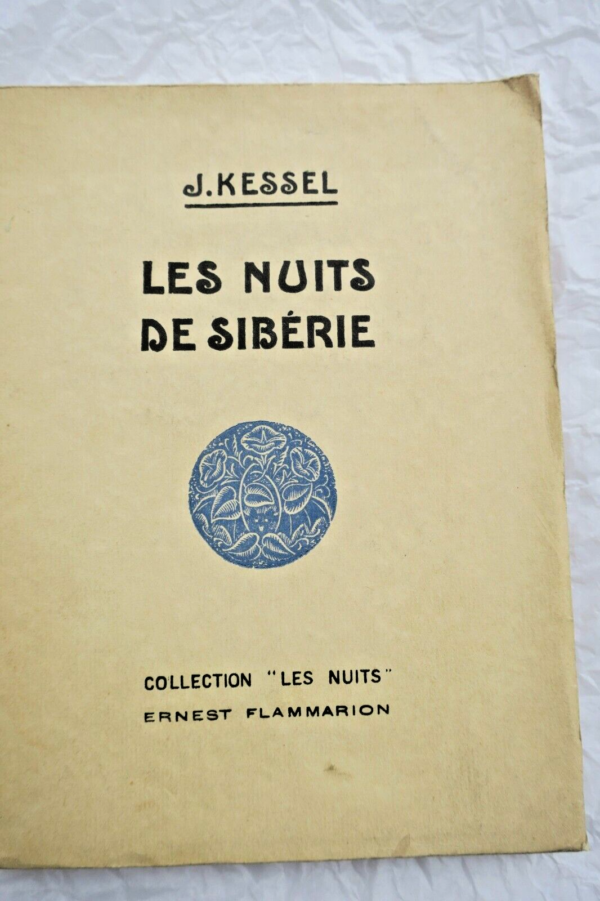 J. KESSEL
LES NUITS
DE SIBÉRIE
COLLECTION "LES NUITS"
ERNEST FLAMMARION